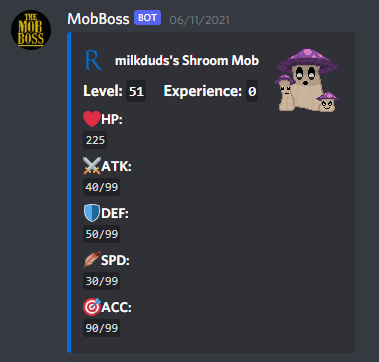 THE
MOB
BOSS
MobBoss BOT 06/11/2021
R milkduds's Shroom Mob
Level: 51 Experience: 0
HP:
225
ATK:
40/99
DEF:
50/99
SPD:
30/99
ACC:
90/99